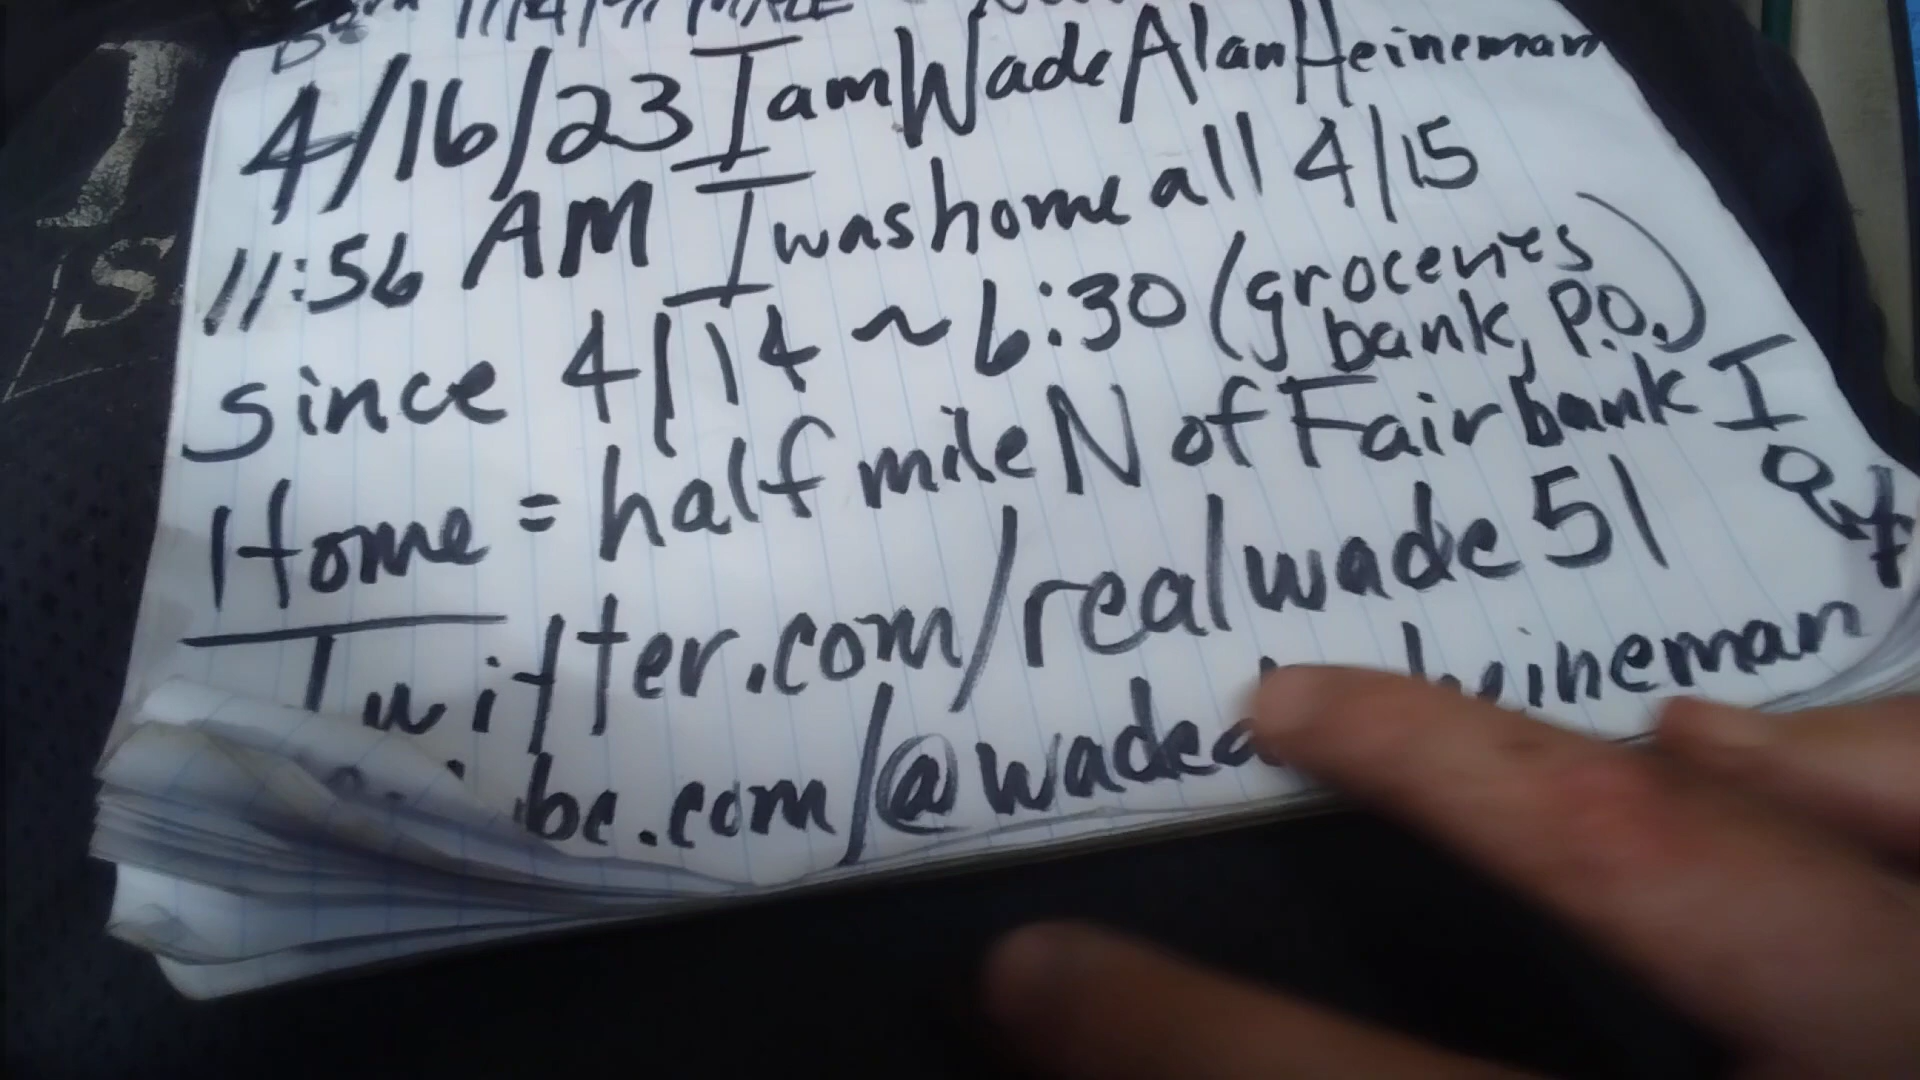 4/16/23 I am Wade Alan Heineman
11:56 AM I was home all 4/15
since 4/14 ~ 6:30 (groceries
bank, P.O.)
Home = half mile N of Fairbank I
Twitter.com/realwade51
be.com/@wade heineman